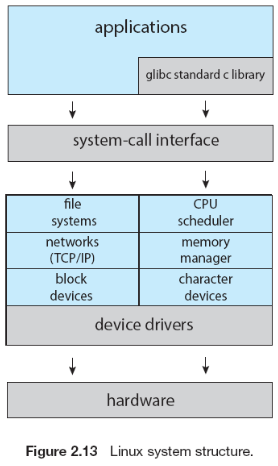 applications
glibc standard c library
system-call interface
file
systems
CPU
scheduler
networks
(TCP/IP)
memory
manager
block
devices
character
devices
device drivers
hardware
Figure 2.13 Linux system structure.